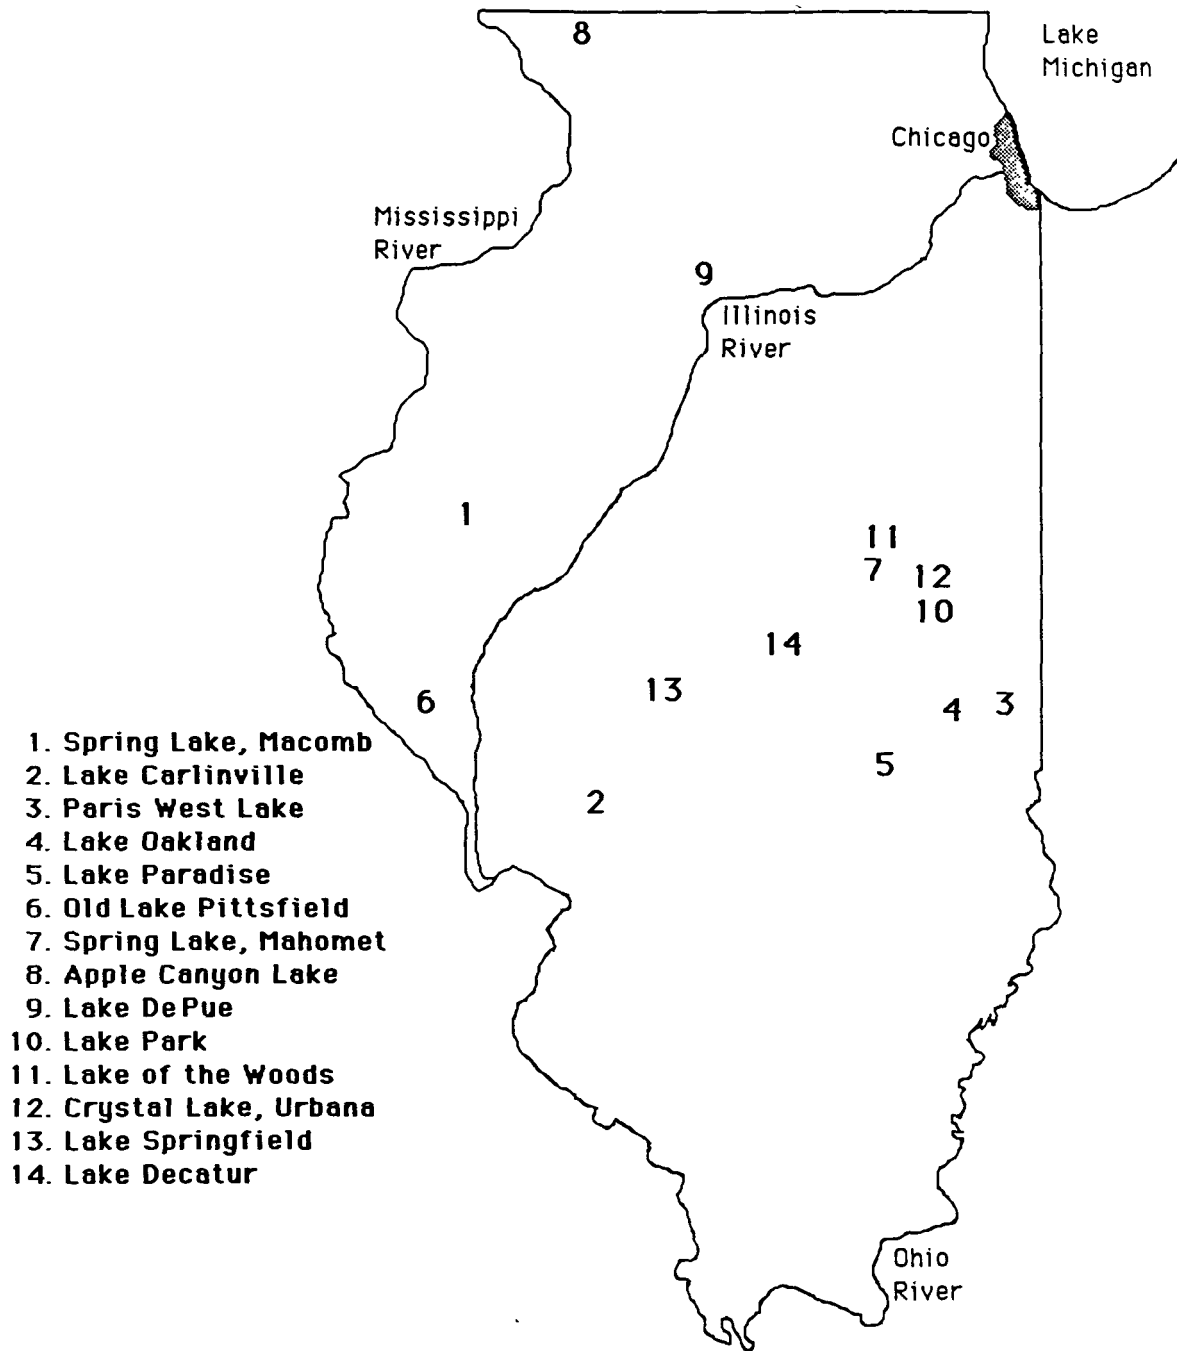 8
Lake
Michigan
Chicago
Mississippi
River
9
Illinois
River
1
11
7
12
10
14
13
6
4
3
5
2
1. Spring Lake, Macomb
2. Lake Carlinville
3. Paris West Lake
4. Lake Oakland
5. Lake Paradise
6. Old Lake Pittsfield
7. Spring Lake, Mahomet
8. Apple Canyon Lake
9. Lake DePue
10. Lake Park
11. Lake of the Woods
12. Crystal Lake, Urbana
13. Lake Springfield
14. Lake Decatur
Ohio
River